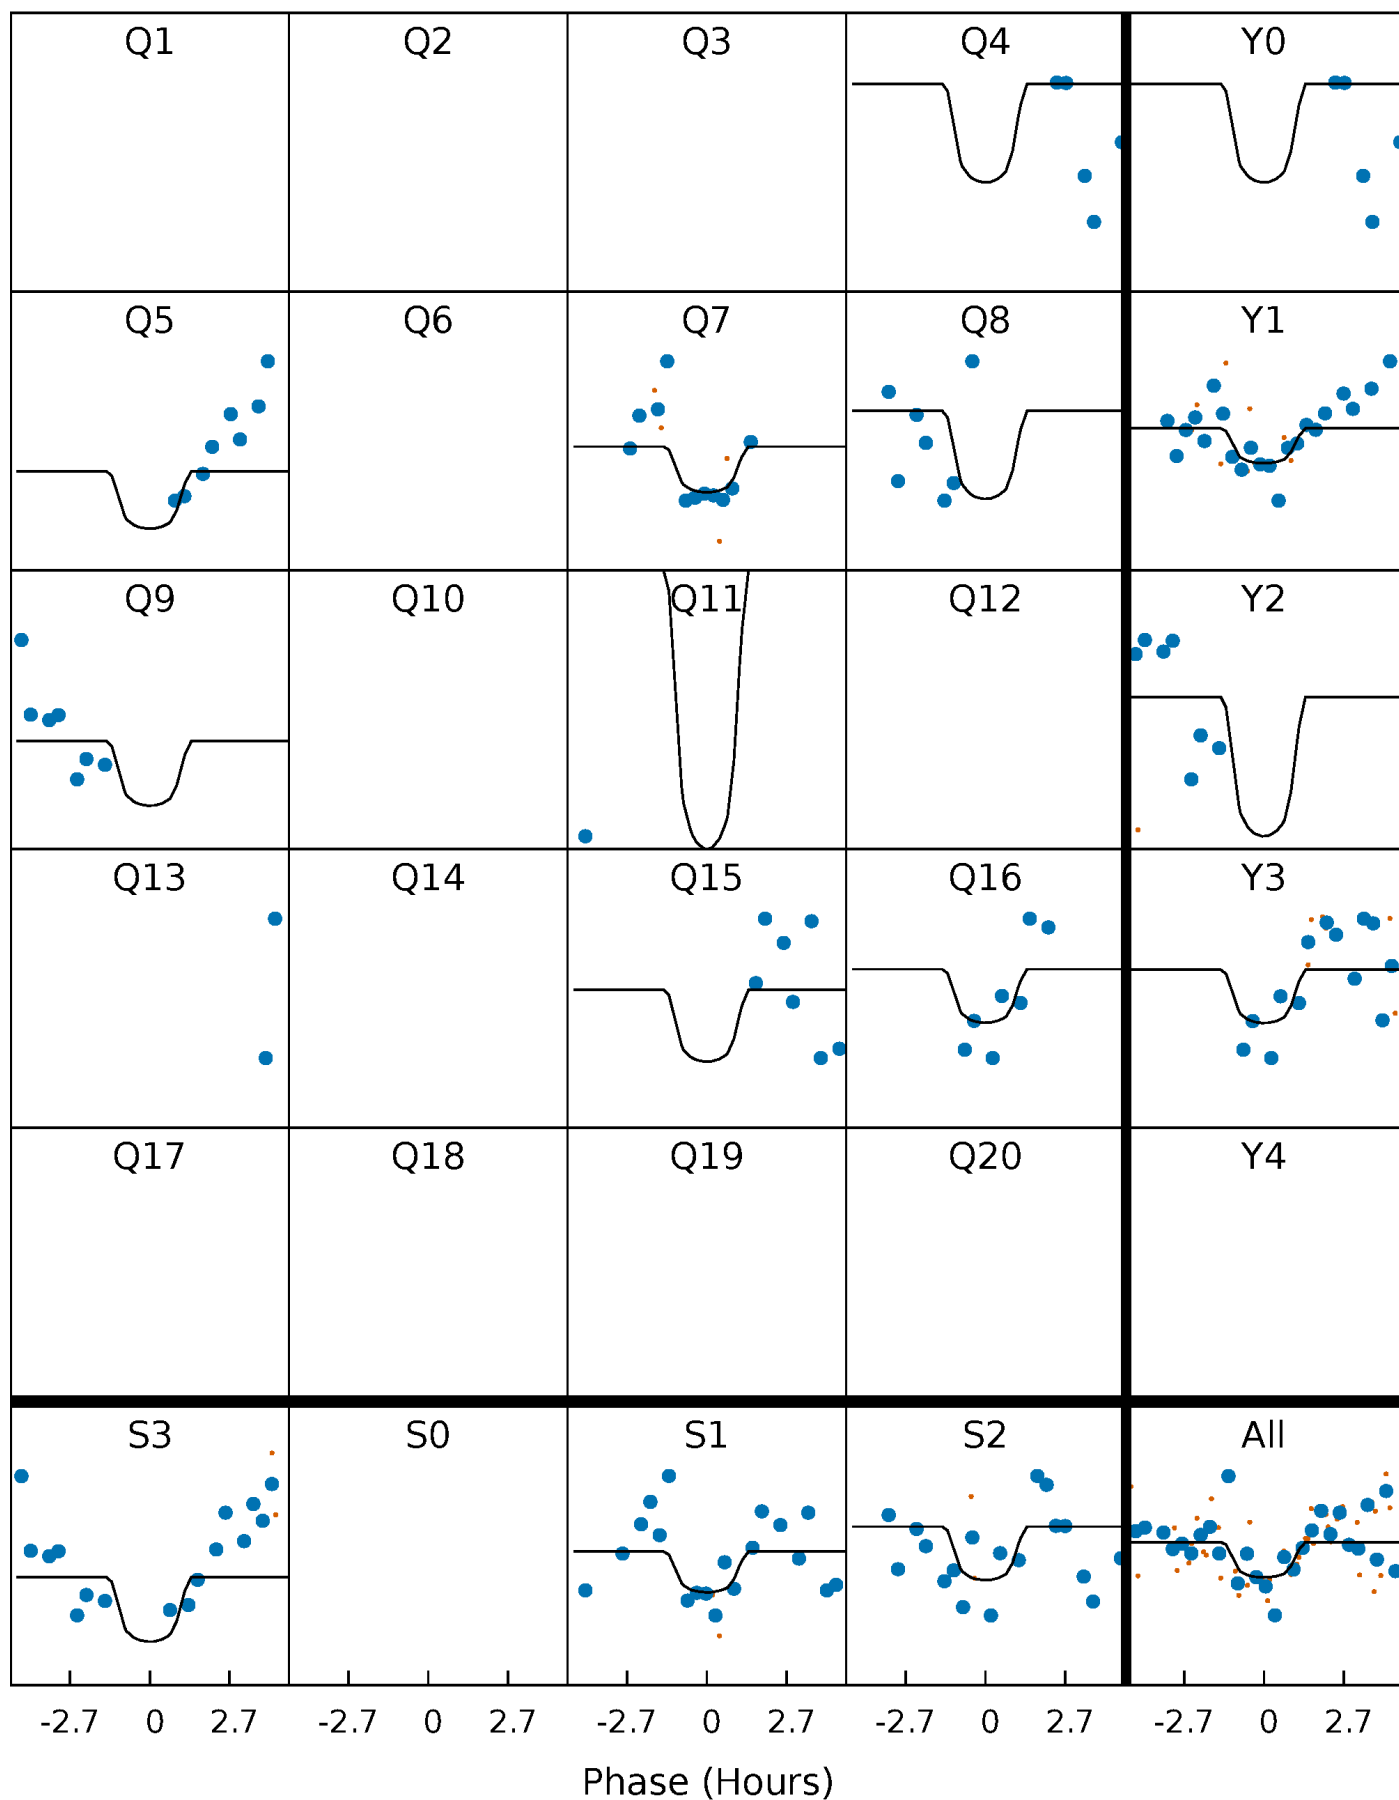 Q1 Q2 Q3 Q4 Y0
Q5 Q6 Q7 Q8 Y1
Q9 Q10 Q11 Q12 Y2
Q13 Q14 Q15 Q16 Y3
Q17 Q18 Q19 Q20 Y4
S3 S0 S1 S2 All
-2.7 0 2.7 -2.7 0 2.7 -2.7 0 2.7 -2.7 0 2.7 -2.7 0 2.7
Phase (Hours)